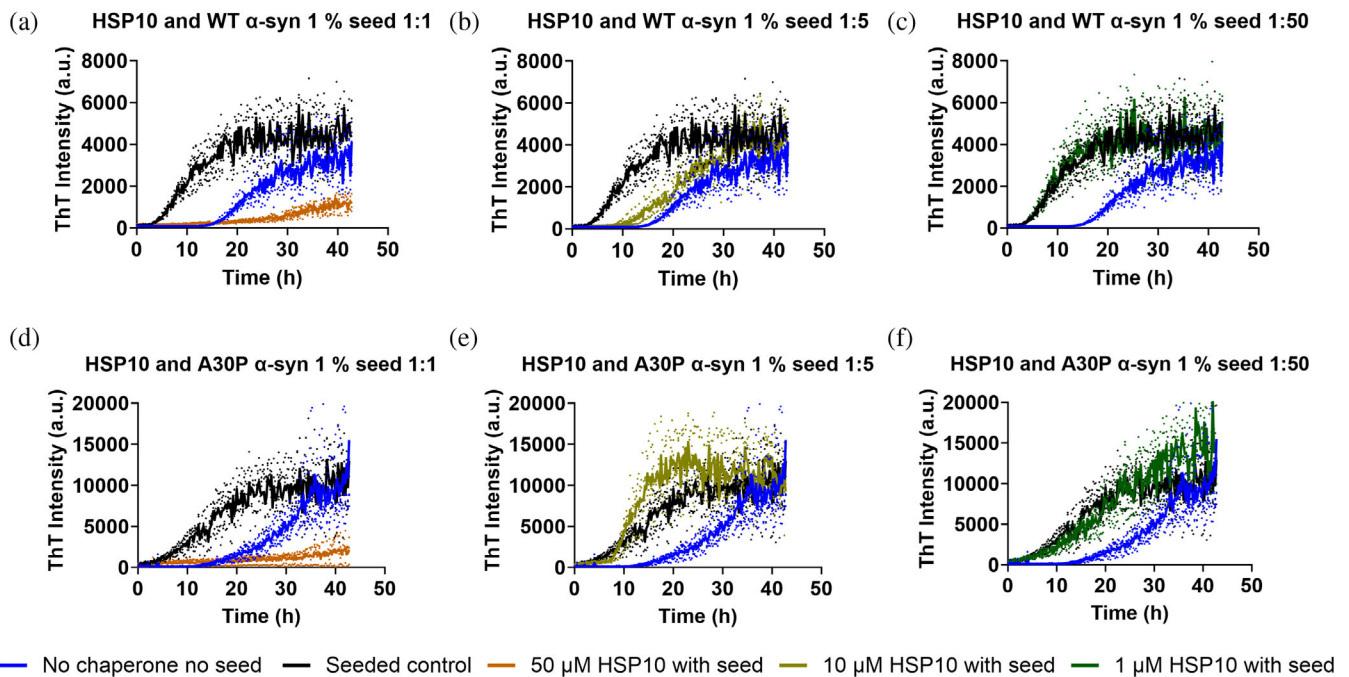 (a) HSP10 and WT α-syn 1 % seed 1:1
ThT Intensity (a.u.)
8000
6000
4000
2000
0
0 10 20 30 40 50
Time (h)
(b) HSP10 and WT α-syn 1 % seed 1:5
ThT Intensity (a.u.)
8000
6000
4000
2000
0
0 10 20 30 40 50
Time (h)
(c) HSP10 and WT α-syn 1 % seed 1:50
ThT Intensity (a.u.)
8000
6000
4000
2000
0
0 10 20 30 40 50
Time (h)
(d) HSP10 and A30P α-syn 1 % seed 1:1
ThT Intensity (a.u.)
20000
15000
10000
5000
0
0 10 20 30 40 50
Time (h)
(e) HSP10 and A30P α-syn 1 % seed 1:5
ThT Intensity (a.u.)
20000
15000
10000
5000
0
0 10 20 30 40 50
Time (h)
(f) HSP10 and A30P α-syn 1 % seed 1:50
ThT Intensity (a.u.)
20000
15000
10000
5000
0
0 10 20 30 40 50
Time (h)
No chaperone no seed Seeded control 50 µM HSP10 with seed 10 µM HSP10 with seed 1 µM HSP10 with seed